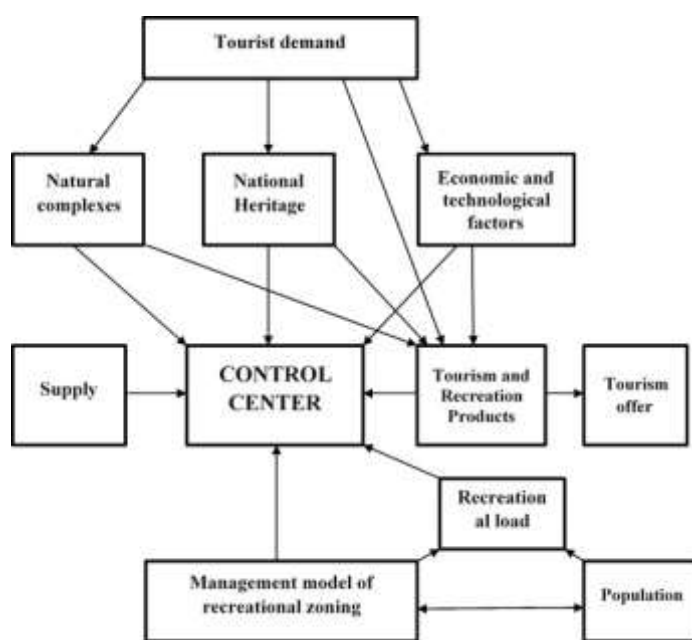 Tourist demand
Natural
complexes
National
Heritage
Economic and
technological
factors
Supply
CONTROL
CENTER
Tourism and
Recreation
Products
Tourism
offer
Recreation
al load
Management model of
recreational zoning
Population